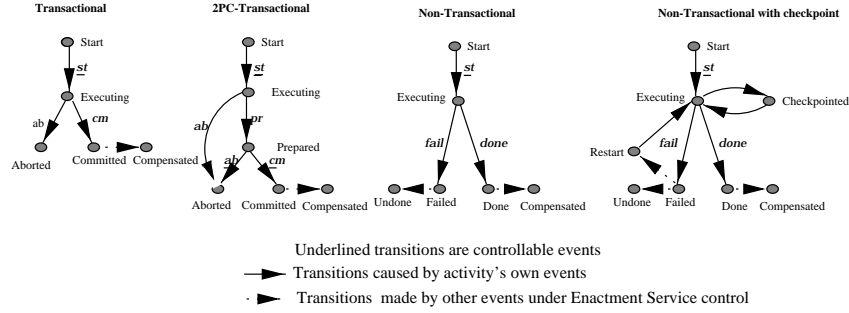 Transactional
2PC-Transactional
Non-Transactional
Non-Transactional with checkpoint
Start
st
Executing
ab
cm
Aborted
Committed
Compensated
Start
st
Executing
ab
pr
Prepared
ab
cm
Aborted
Committed
Compensated
Start
st
Executing
fail
done
Undone
Failed
Done
Compensated
Start
st
Executing
Checkpointed
fail
done
Restart
Undone
Failed
Done
Compensated
Underlined transitions are controllable events
Transitions caused by activity's own events
Transitions made by other events under Enactment Service control